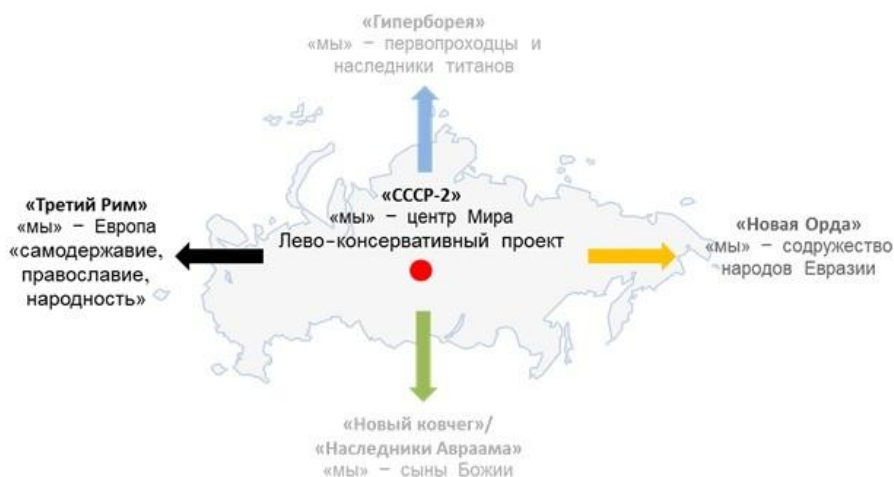 «Гиперборея»
«мы» – первопроходцы и
наследники титанов
«Третий Рим»
«мы» – Европа
«самодержавие,
православие,
народность»
«СССР-2»
«мы» – центр Мира
Лево-консервативный проект
«Новая Орда»
«мы» – содружество
народов Евразии
«Новый ковчег»/
«Наследники Авраама»
«мы» – сыны Божии